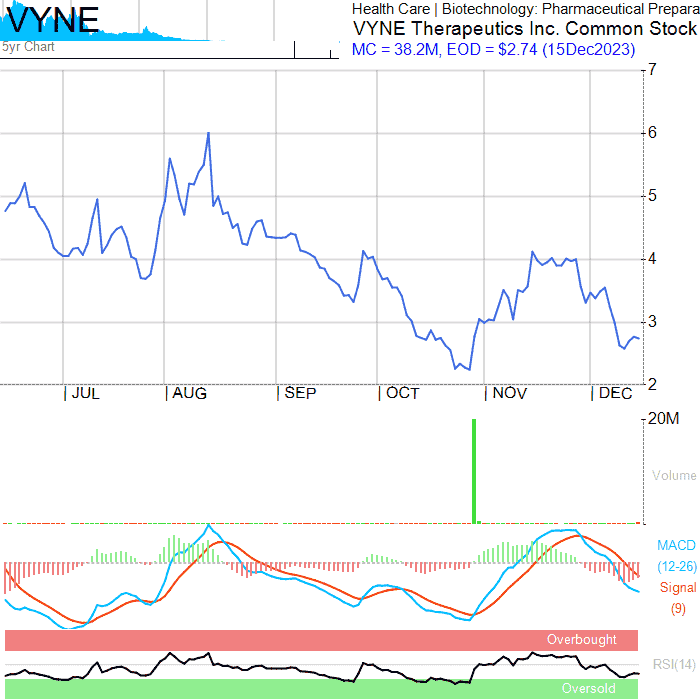 VYNE
5yr Chart
Health Care | Biotechnology: Pharmaceutical Prepara
VYNE Therapeutics Inc. Common Stock
MC = 38.2M, EOD = $2.74 (15Dec2023)
7
6
5
4
3
2
| JUL | AUG | SEP | OCT | NOV | DEC
20M
Volume
MACD
(12-26)
Signal
(9)
Overbought
RSI(14)
Oversold